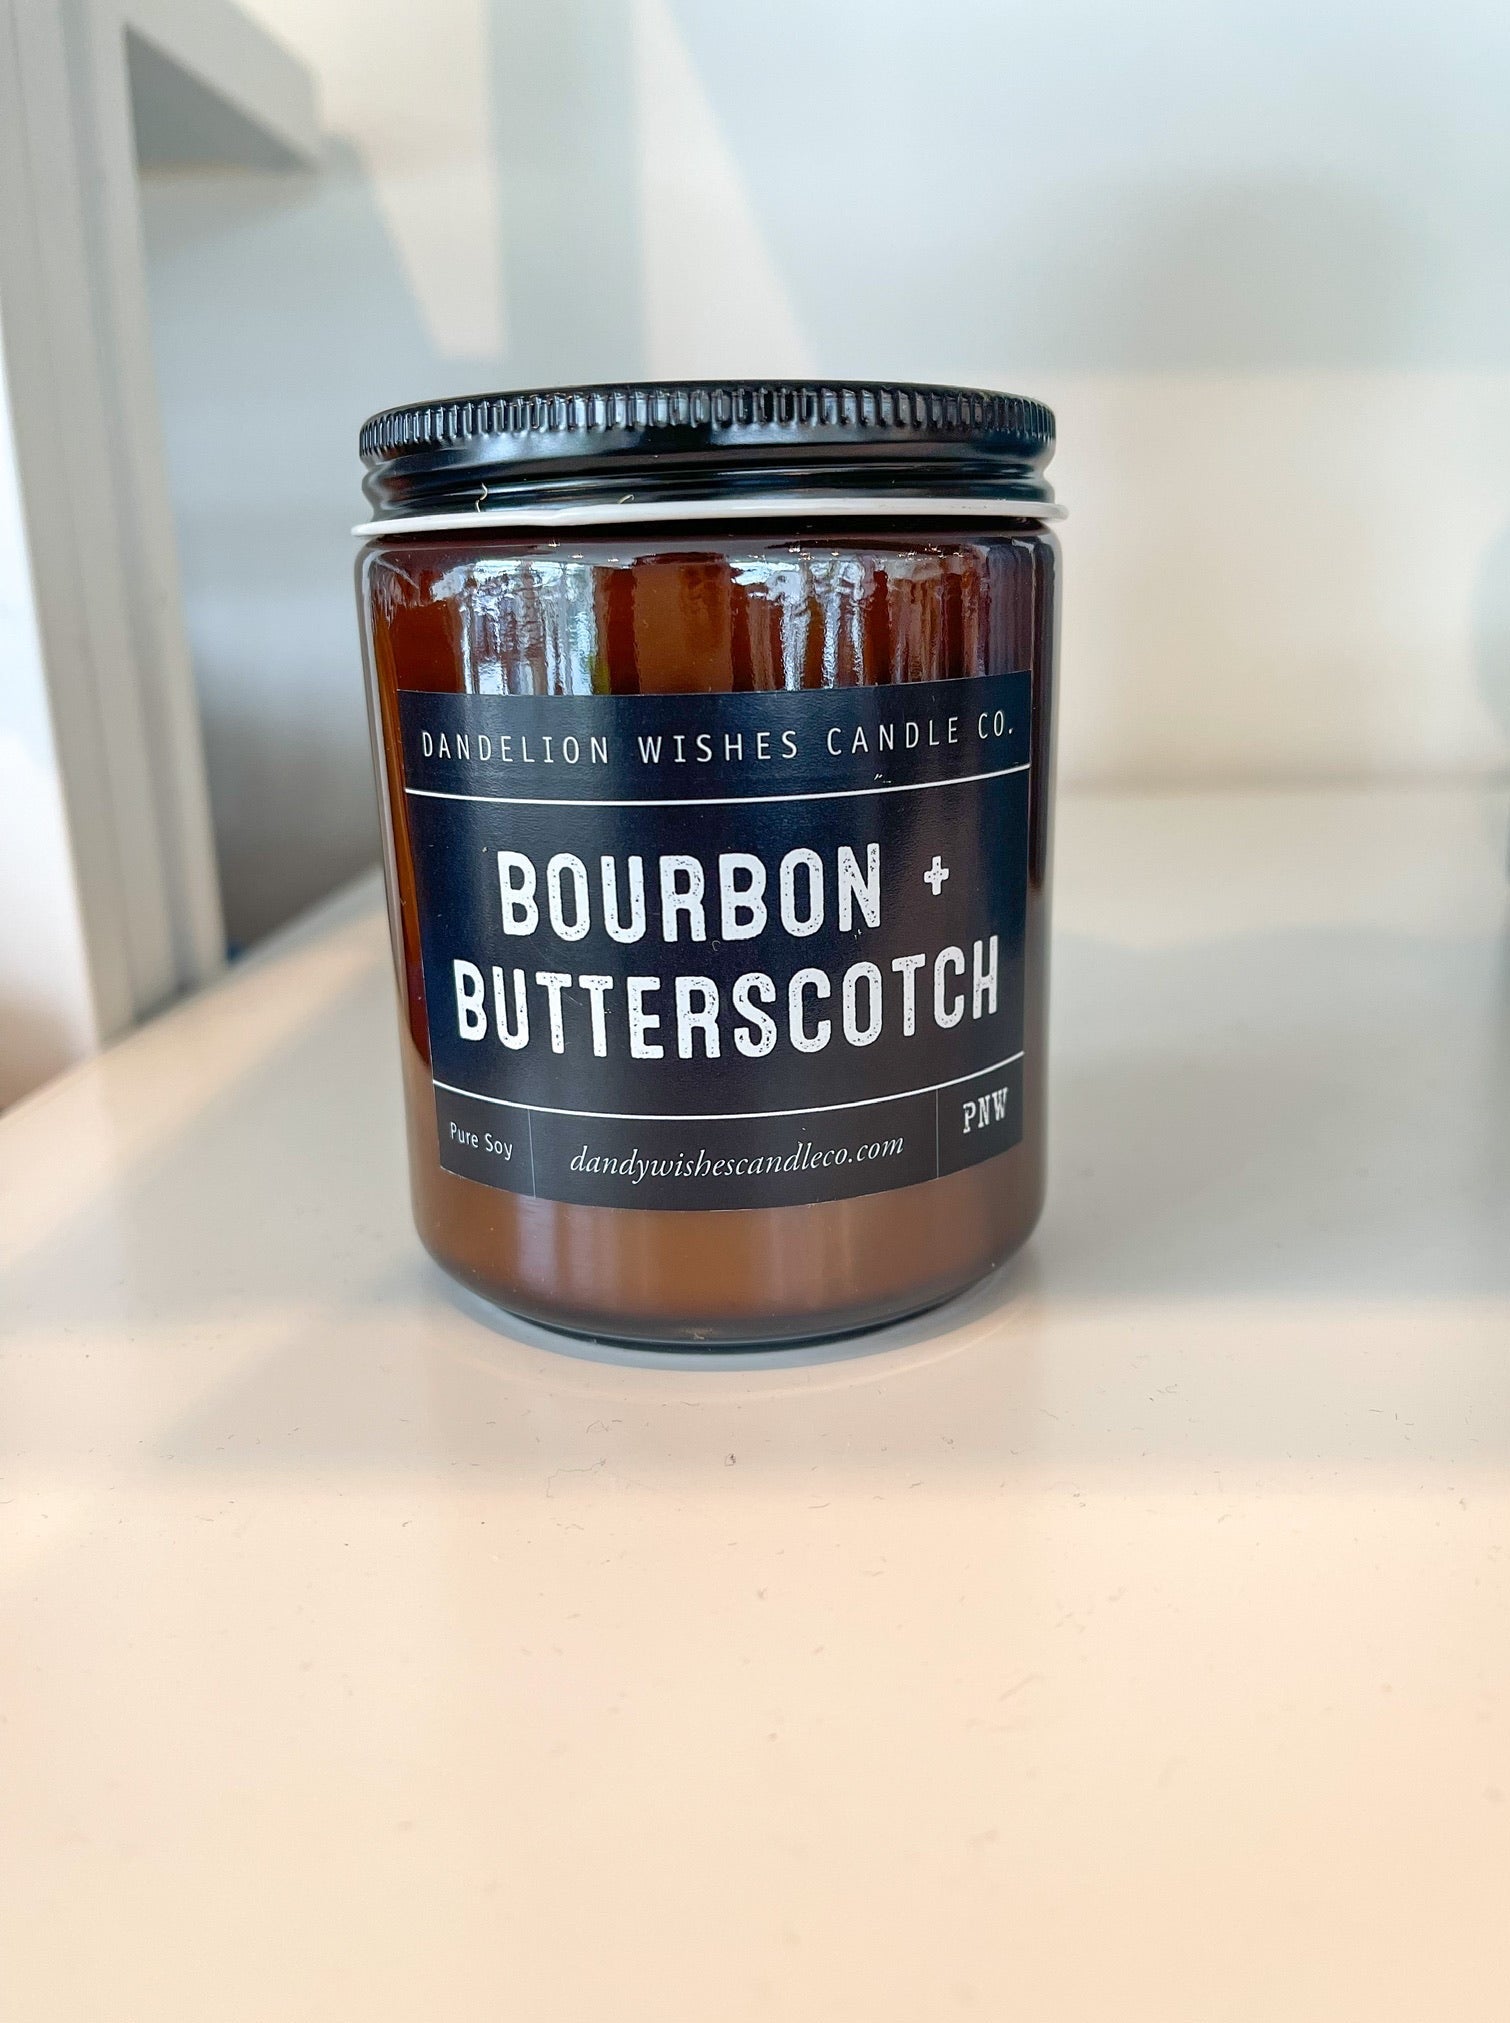 DANDELION WISHES CANDLE CO.
BOURBON +
BUTTERSCOTCH
Pure Soy
dandywishescandleco.com
PNW